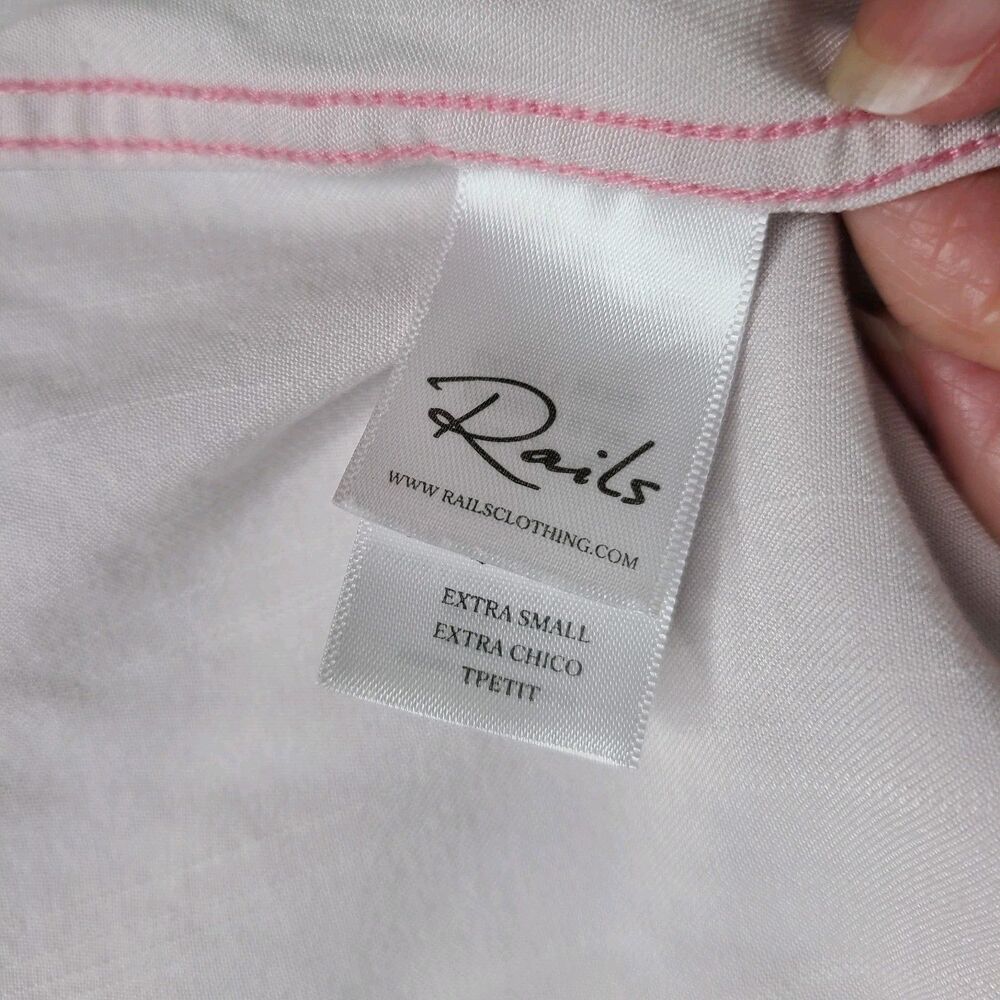 Rails
WWW RAILSCLOTHING.COM
EXTRA SMALL
EXTRA CHICO
TPETIT